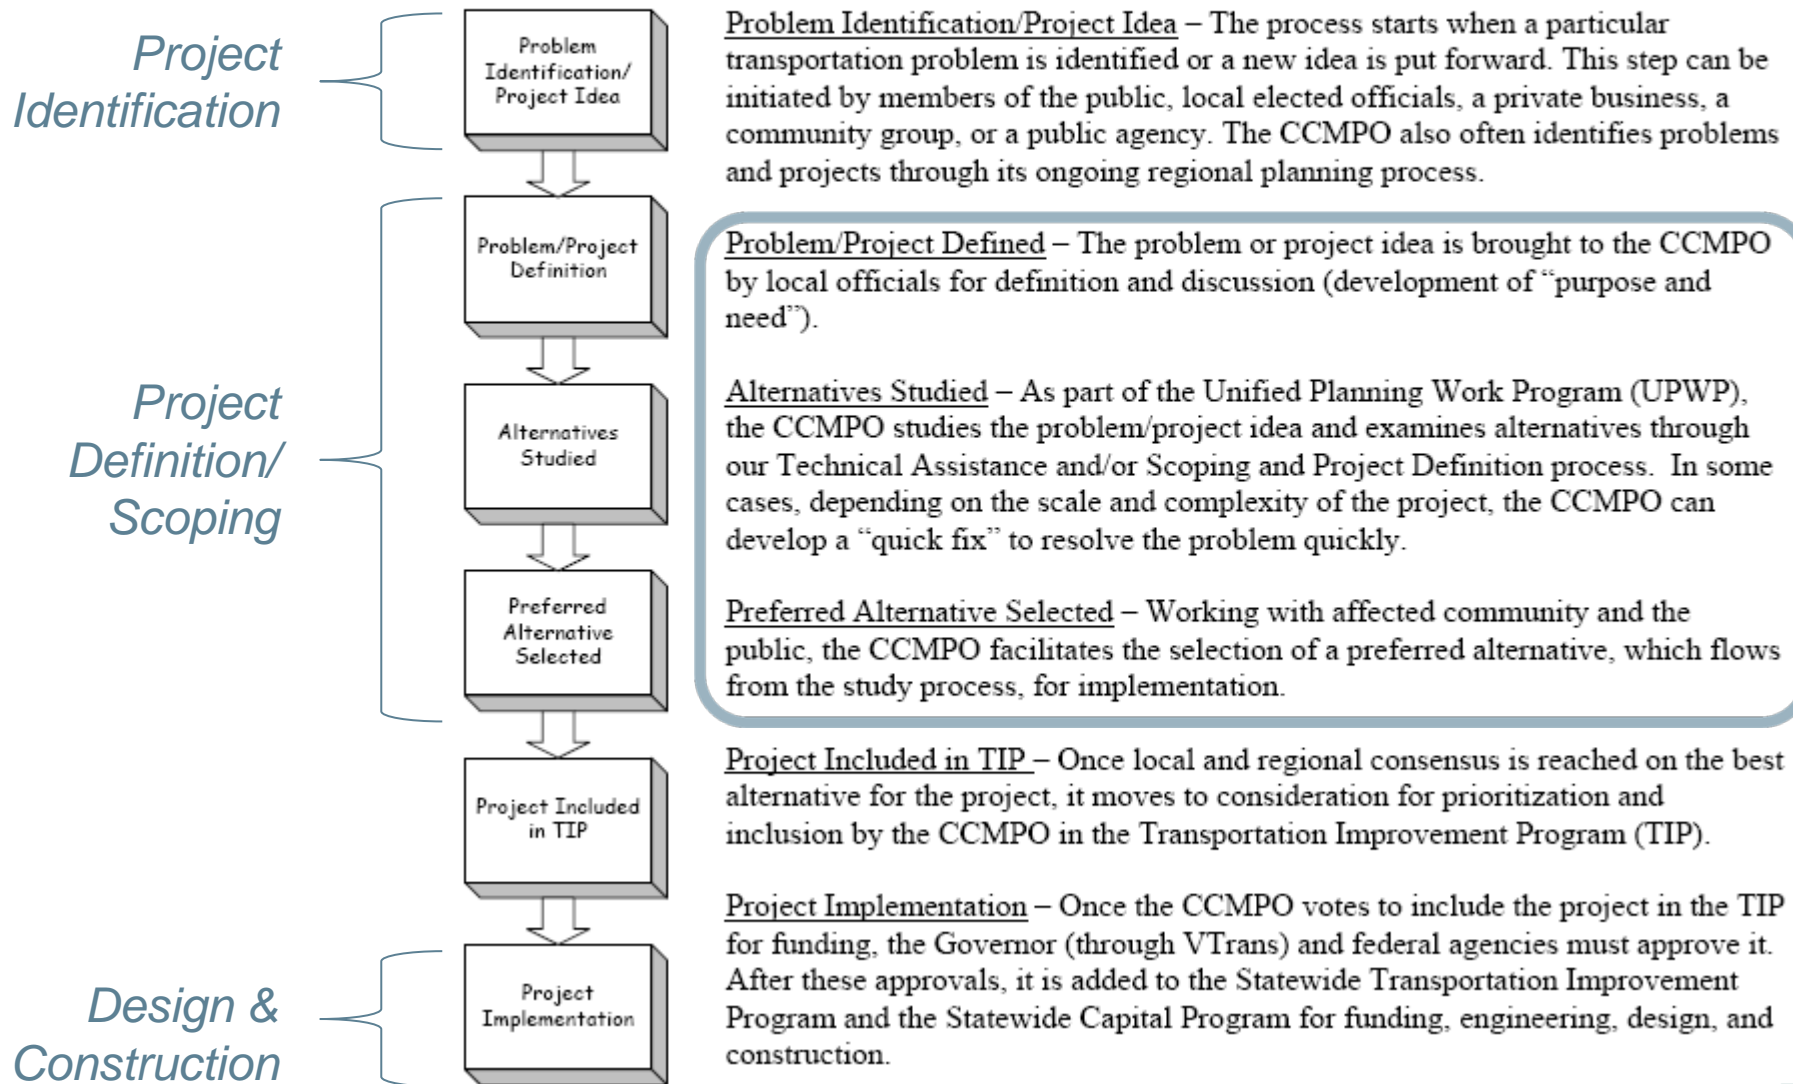 Project
Identification
Problem
Identification/
Project Idea
Problem Identification/Project Idea – The process starts when a particular
transportation problem is identified or a new idea is put forward. This step can be
initiated by members of the public, local elected officials, a private business, a
community group, or a public agency. The CCMPO also often identifies problems
and projects through its ongoing regional planning process.
Project
Definition/
Scoping
Problem/Project
Definition
Problem/Project Defined – The problem or project idea is brought to the CCMPO
by local officials for definition and discussion (development of “purpose and
need”).
Alternatives
Studied
Alternatives Studied – As part of the Unified Planning Work Program (UPWP),
the CCMPO studies the problem/project idea and examines alternatives through
our Technical Assistance and/or Scoping and Project Definition process.  In some
cases, depending on the scale and complexity of the project, the CCMPO can
develop a “quick fix” to resolve the problem quickly.
Preferred
Alternative
Selected
Preferred Alternative Selected – Working with affected community and the
public, the CCMPO facilitates the selection of a preferred alternative, which flows
from the study process, for implementation.
Project Included
in TIP
Project Included in TIP – Once local and regional consensus is reached on the best
alternative for the project, it moves to consideration for prioritization and
inclusion by the CCMPO in the Transportation Improvement Program (TIP).
Design &
Construction
Project
Implementation
Project Implementation – Once the CCMPO votes to include the project in the TIP
for funding, the Governor (through VTrans) and federal agencies must approve it.
After these approvals, it is added to the Statewide Transportation Improvement
Program and the Statewide Capital Program for funding, engineering, design, and
construction.